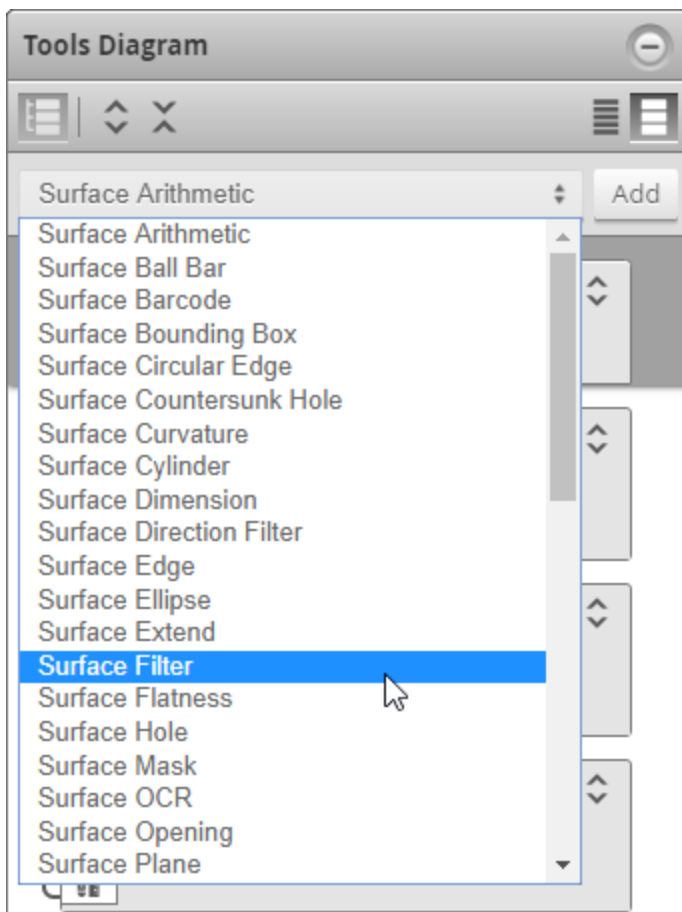 Tools Diagram
Surface Arithmetic
Add
Surface Arithmetic
Surface Ball Bar
Surface Barcode
Surface Bounding Box
Surface Circular Edge
Surface Countersunk Hole
Surface Curvature
Surface Cylinder
Surface Dimension
Surface Direction Filter
Surface Edge
Surface Ellipse
Surface Extend
Surface Filter
Surface Flatness
Surface Hole
Surface Mask
Surface OCR
Surface Opening
Surface Plane